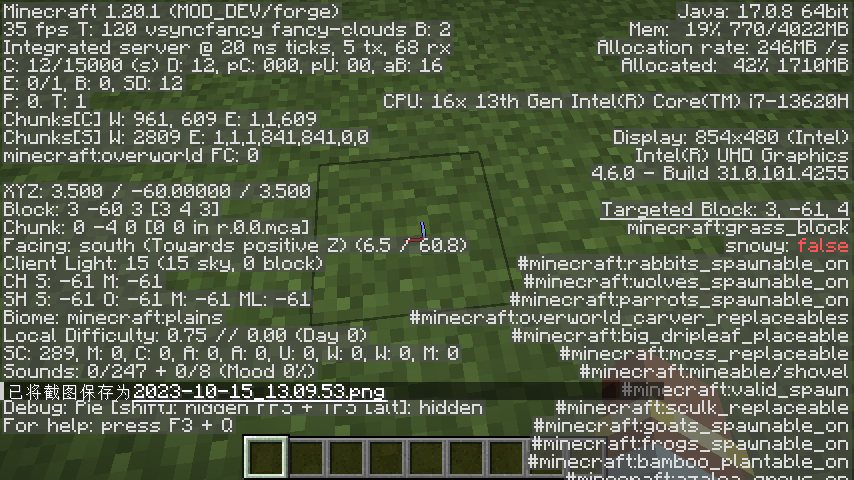 Minecraft 1.20.1 (MOD_DEV/forge)
35 fps T: 120 vsyncfancy fancy-clouds B: 2
Integrated server @ 20 ms ticks, 5 tx, 68 rx
C: 12/15000 (s) D: 12, pC: 000, pU: 00, aB: 16
E: 0/1, B: 0, SD: 12
P: 0. T: 1
Chunks[C] W: 961, 609 E: 1,1,609
Chunks[S] W: 2809 E: 1,1,1,841,841,0,0
minecraft:overworld FC: 0
XYZ: 3.500 / -60.00000 / 3.500
Block: 3 -60 3 [3 4 3]
Chunk: 0 -4 0 [0 0 in r.0.0.mca]
Facing: south (Towards positive Z) (6.5 / 60.8)
Client Light: 15 (15 sky, 0 block)
CH S: -61 M: -61
SH S: -61 O: -61 M: -61 ML: -61
Biome: minecraft:plains
Local Difficulty: 0.75 // 0.00 (Day 0)
SC: 289, M: 0, C: 0, A: 0, A: 0, U: 0, W: 0, W: 0, M: 0
Sounds: 0/247 + 0/8 (Mood 0%)
已将截图保存为2023-10-15_13.09.53.png
Debug: Pie [shift]: hidden FPS + TPS [alt]: hidden
For help: press F3 + Q
Java: 17.0.8 64bit
Mem: 19% 770/4022MB
Allocation rate: 246MB /s
Allocated: 42% 1710MB
CPU: 16x 13th Gen Intel(R) Core(TM) i7-13620H
Display: 854x480 (Intel)
Intel(R) UHD Graphics
4.6.0 - Build 31.0.101.4255
Targeted Block: 3, -61, 4
minecraft:grass_block
snowy: false
#minecraft:rabbits_spawnable_on
#minecraft:wolves_spawnable_on
#minecraft:parrots_spawnable_on
#minecraft:overworld_carver_replaceables
#minecraft:big_dripleaf_placeable
#minecraft:moss_replaceable
#minecraft:mineable/shovel
#minecraft:valid_spawn
#minecraft:sculk_replaceable
#minecraft:goats_spawnable_on
#minecraft:frogs_spawnable_on
#minecraft:bamboo_plantable_on